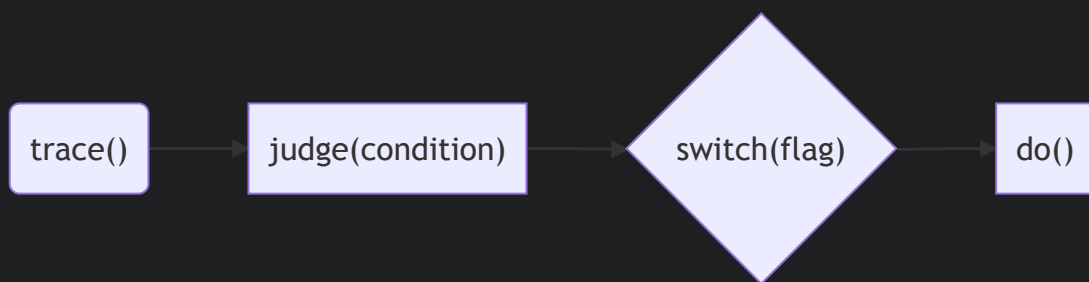 trace()
judge(condition)
switch(flag)
do()